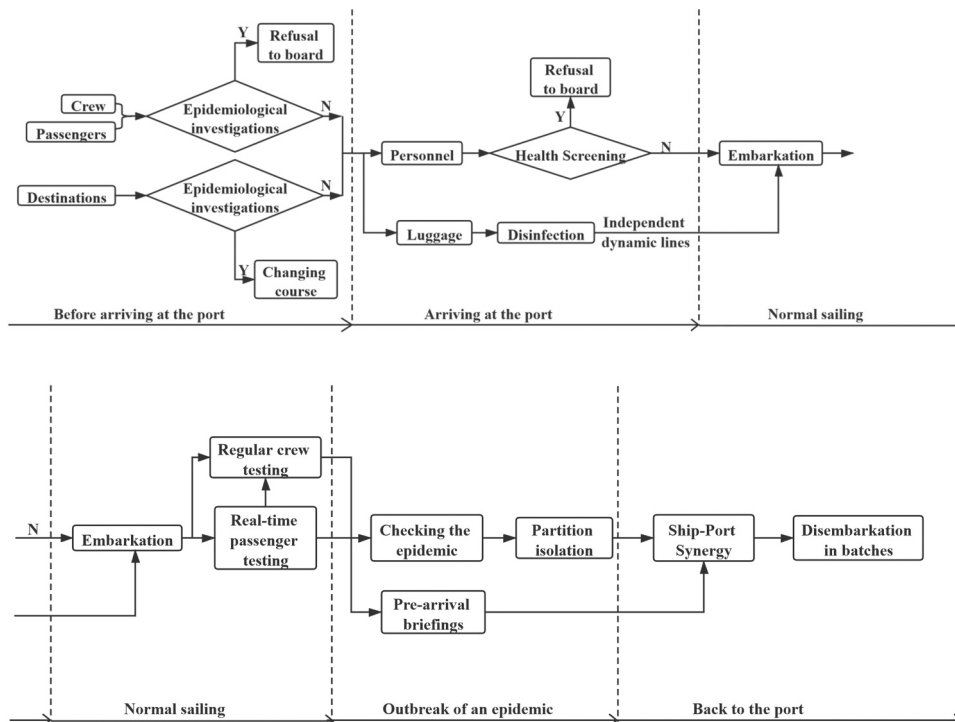 Y
Refusal
to board
Crew
Passengers
Epidemiological
investigations
N
Destinations
Epidemiological
investigations
N
Y
Changing
course
Personnel
Refusal
to board
Y
Health Screening
N
Embarkation
Luggage
Disinfection
Independent
dynamic lines
Before arriving at the port
Arriving at the port
Normal sailing
N
Embarkation
Regular crew
testing
Real-time
passenger
testing
Checking the
epidemic
Partition
isolation
Pre-arrival
briefings
Ship-Port
Synergy
Disembarkation
in batches
Normal sailing
Outbreak of an epidemic
Back to the port